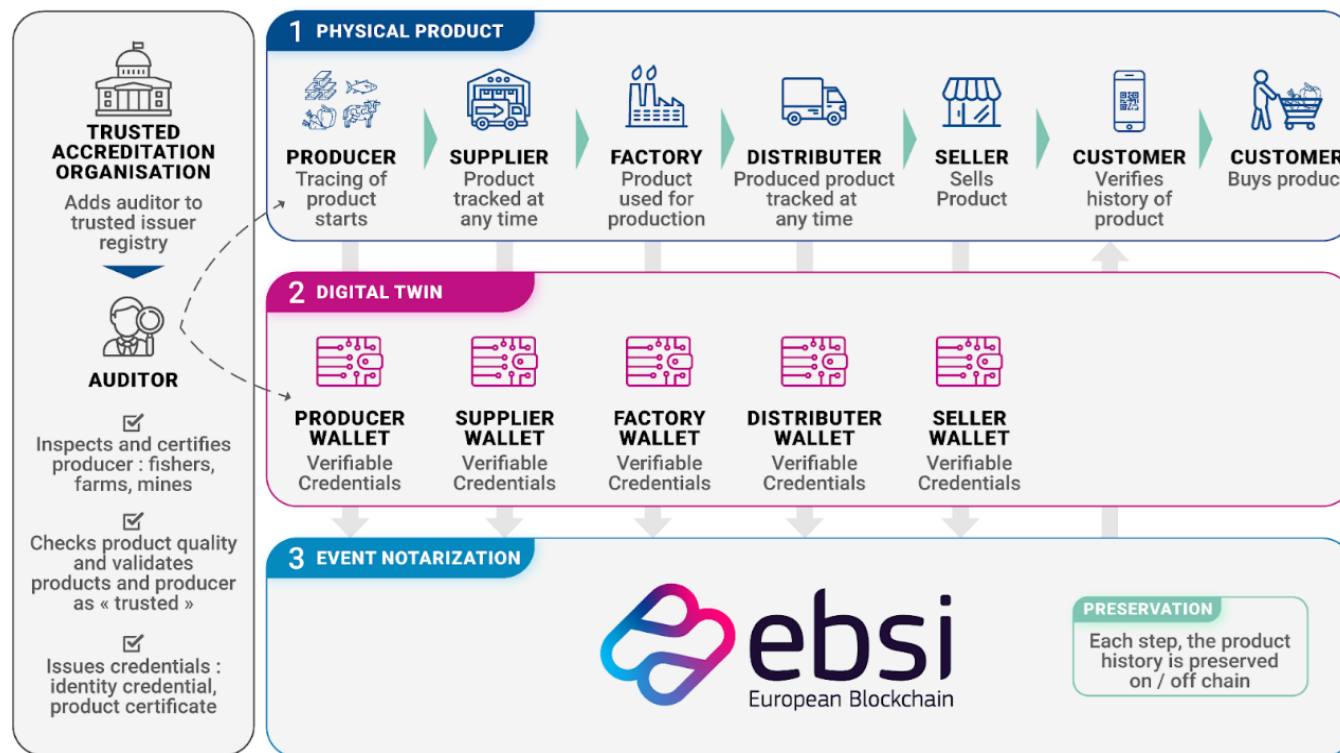 TRUSTED
ACCREDITATION
ORGANISATION
Adds auditor to
trusted issuer
registry
AUDITOR
Inspects and certifies
producer : fishers,
farms, mines
Checks product quality
and validates
products and producer
as « trusted »
Issues credentials :
identity credential,
product certificate
1 PHYSICAL PRODUCT
PRODUCER
Tracing of
product
starts
SUPPLIER
Product
tracked at
any time
FACTORY
Product
used for
production
DISTRIBUTER
Produced product
tracked at
any time
SELLER
Sells
Product
CUSTOMER
Verifies
history of
product
CUSTOMER
Buys product
2 DIGITAL TWIN
PRODUCER
WALLET
Verifiable
Credentials
SUPPLIER
WALLET
Verifiable
Credentials
FACTORY
WALLET
Verifiable
Credentials
DISTRIBUTER
WALLET
Verifiable
Credentials
SELLER
WALLET
Verifiable
Credentials
3 EVENT NOTARIZATION
ebsi
European Blockchain
PRESERVATION
Each step, the product
history is preserved
on / off chain